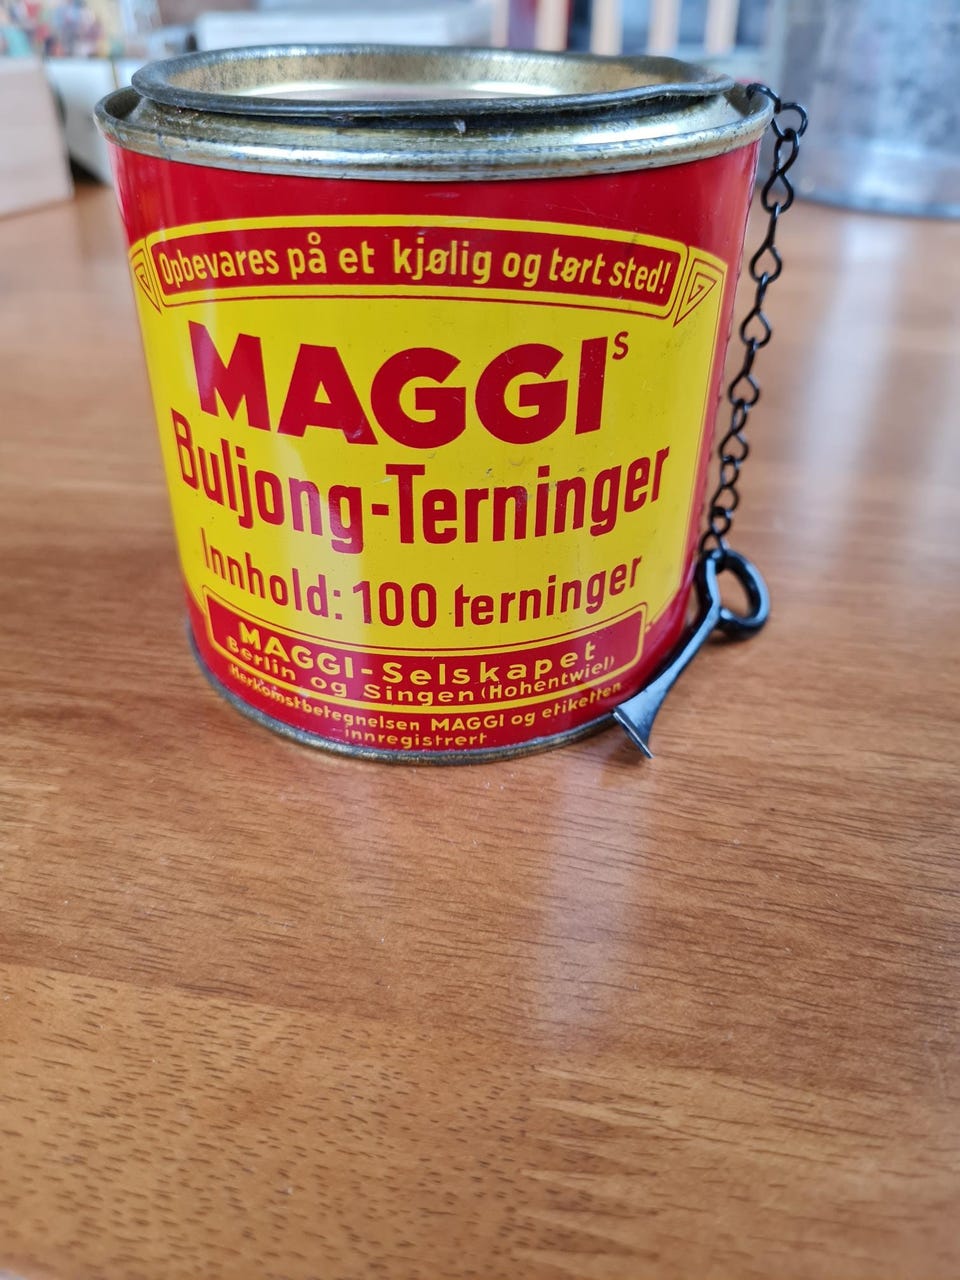 Opbevares på et kjølig og tørt sted!
MAGGIS
Buljong-Terninger
Innhold: 100 terninger
MAGGI-Selskapet
Berlin og Singen (Hohentwiel)
Herkomstbetegnelsen MAGGI og etiketten
innregistrert